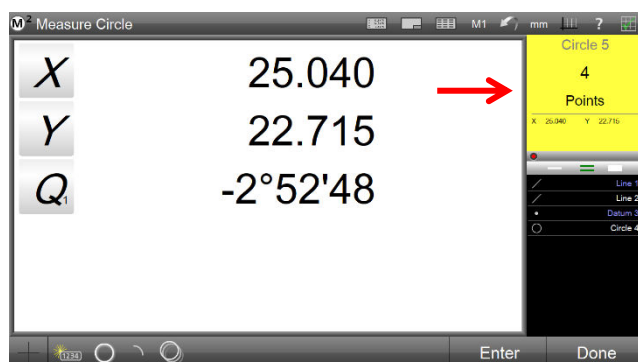 M² Measure Circle M1 mm ?
X 25.040
Y 22.715
Q1 -2°52'48
Circle 5
4
Points
X 25.040 Y 22.715
Line 1
Line 2
Datum 3
Circle 4
1234
Enter Done